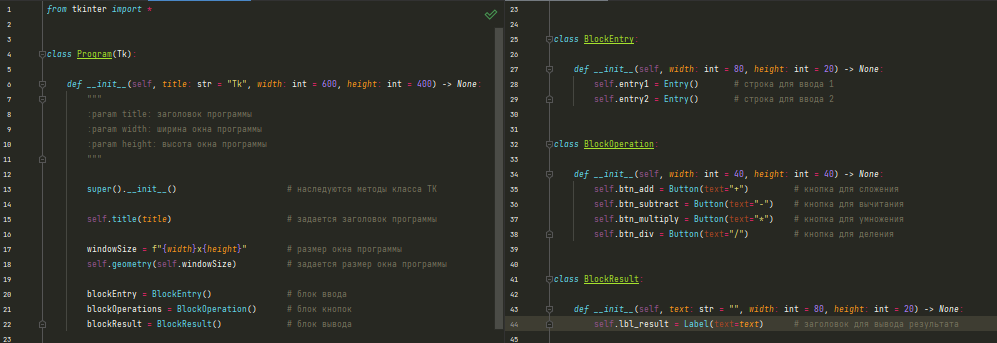 1 from tkinter import *
2
3
4 class Program(Tk):
5
6 def __init__(self, title: str = "Tk", width: int = 600, height: int = 400) -> None:
7 """
8 :param title: заголовок программы
9 :param width: ширина окна программы
10 :param height: высота окна программы
11 """
12
13 super().__init__() # наследуются методы класса ТК
14
15 self.title(title) # задается заголовок программы
16
17 windowSize = f"{width}x{height}" # размер окна программы
18 self.geometry(self.windowSize) # задается размер окна программы
19
20 blockEntry = BlockEntry() # блок ввода
21 blockOperations = BlockOperation() # блок кнопок
22 blockResult = BlockResult() # блок вывода
23
23
24
25 class BlockEntry:
26
27 def __init__(self, width: int = 80, height: int = 20) -> None:
28 self.entry1 = Entry() # строка для ввода 1
29 self.entry2 = Entry() # строка для ввода 2
30
31
32 class BlockOperation:
33
34 def __init__(self, width: int = 40, height: int = 40) -> None:
35 self.btn_add = Button(text="+") # кнопка для сложения
36 self.btn_subtract = Button(text="-") # кнопка для вычитания
37 self.btn_multiply = Button(text="*") # кнопка для умножения
38 self.btn_div = Button(text="/") # кнопка для деления
39
40
41 class BlockResult:
42
43 def __init__(self, text: str = "", width: int = 80, height: int = 20) -> None:
44 self.lbl_result = Label(text=text) # заголовок для вывода результата
45